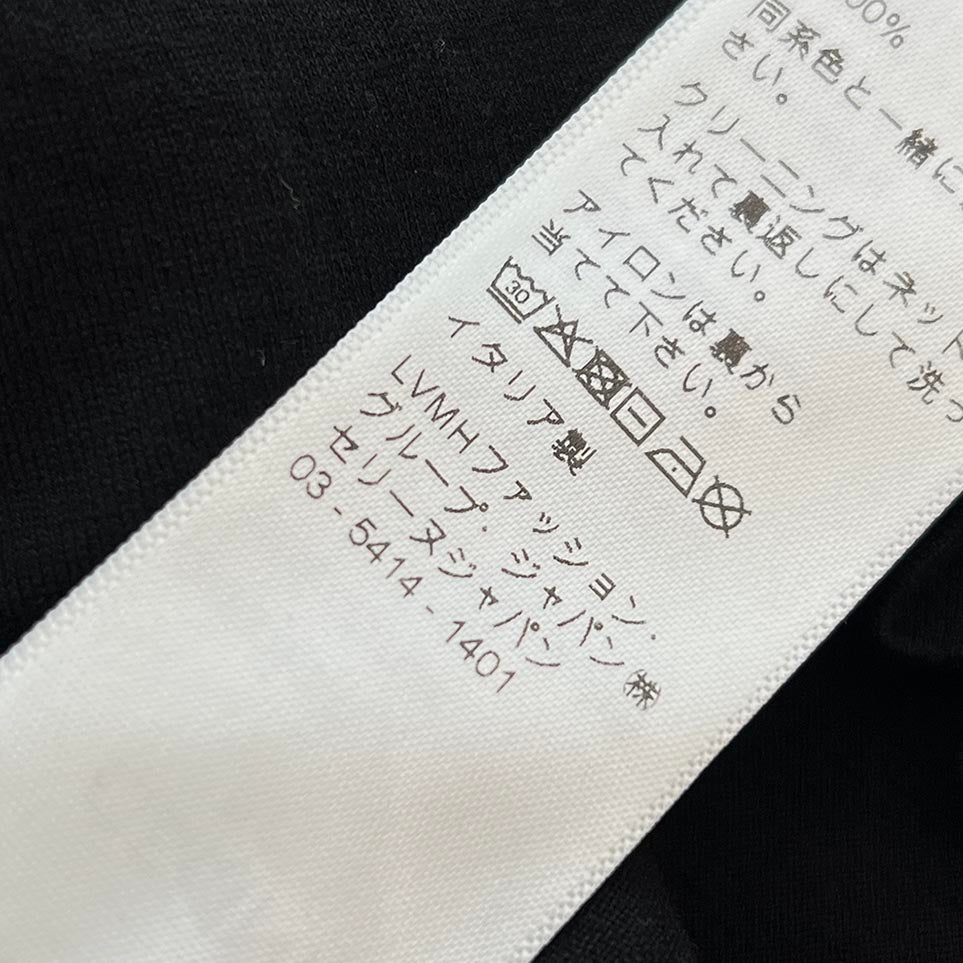 00%
同系色と一緒に
さい。
クリーニングはネット
入れて裏返しにして洗っ
てください。
アイロンは裏から
当てて下さい。
30
イタリア製
LVMHファッション.
グループ. ジャパン㈱
セリーヌジャパン
03 - 5414 - 1401